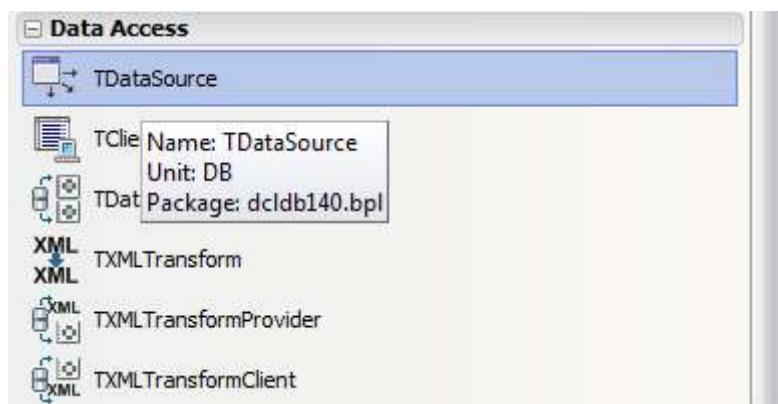 Data Access
TDataSource
TClie
Name: TDataSource
Unit: DB
TDat
Package: dcldb140.bpl
XML
XML
TXMLTransform
XML
TXMLTransformProvider
XML
TXMLTransformClient